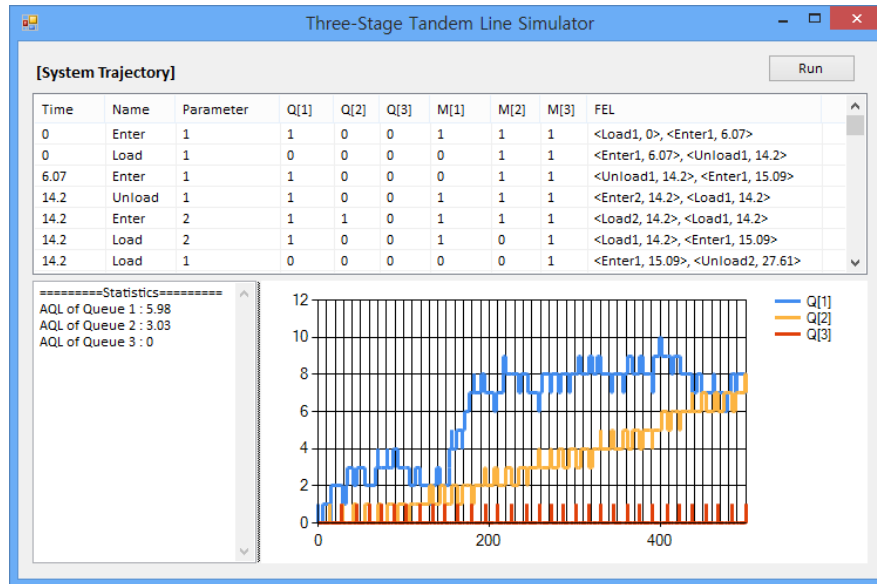 Three-Stage Tandem Line Simulator
[System Trajectory]
Run
Time Name Parameter Q[1] Q[2] Q[3] M[1] M[2] M[3] FEL
0 Enter 1 1 0 0 1 1 1 <Load1, 0>, <Enter1, 6.07>
0 Load 1 0 0 0 0 1 1 <Enter1, 6.07>, <Unload1, 14.2>
6.07 Enter 1 1 0 0 0 1 1 <Unload1, 14.2>, <Enter1, 15.09>
14.2 Unload 1 1 0 0 1 1 1 <Enter2, 14.2>, <Load1, 14.2>
14.2 Enter 2 1 1 0 1 1 1 <Load2, 14.2>, <Load1, 14.2>
14.2 Load 2 1 0 0 1 0 1 <Load1, 14.2>, <Enter1, 15.09>
14.2 Load 1 0 0 0 0 0 1 <Enter1, 15.09>, <Unload2, 27.61>
=========Statistics=========
AQL of Queue 1 : 5.98
AQL of Queue 2 : 3.03
AQL of Queue 3 : 0
12
10
8
6
4
2
0
0 200 400
Q[1]
Q[2]
Q[3]